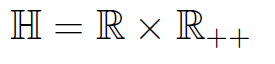 ℍ = ℝ × ℝ₊₊